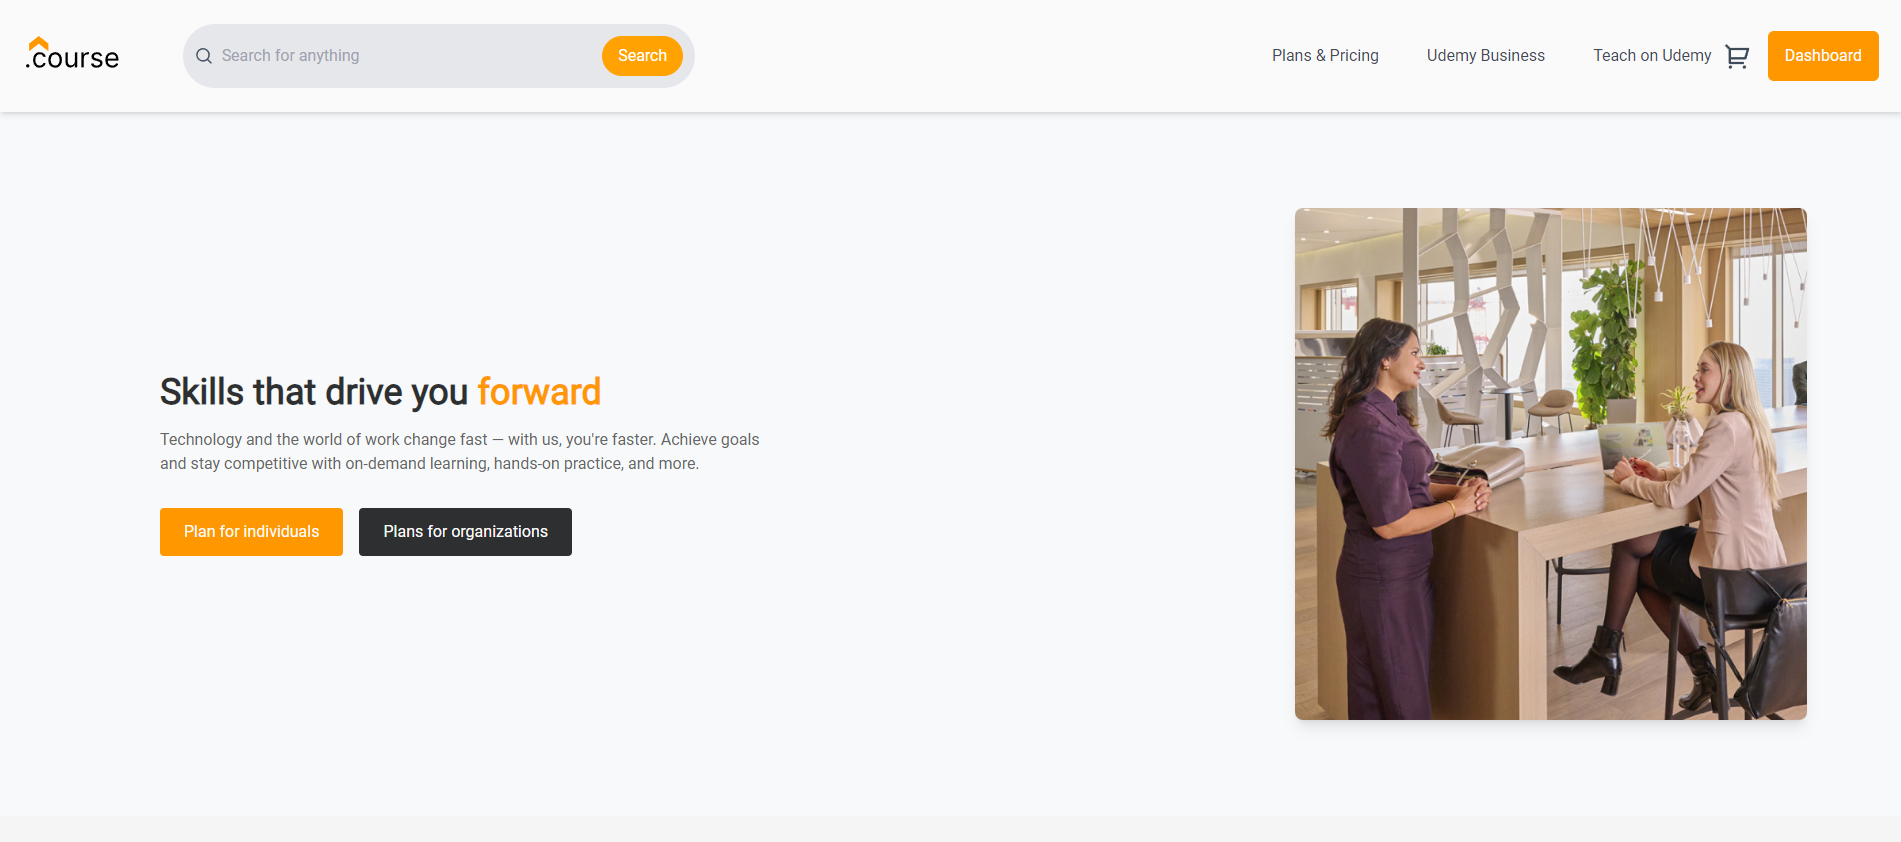 .course
Search for anything
Search
Plans & Pricing
Udemy Business
Teach on Udemy
Dashboard
Skills that drive you forward
Technology and the world of work change fast — with us, you're faster. Achieve goals
and stay competitive with on-demand learning, hands-on practice, and more.
Plan for individuals
Plans for organizations